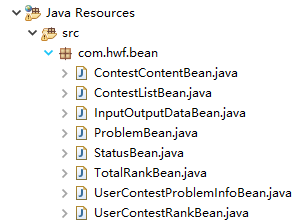 Java Resources
src
com.hwf.bean
ContestContentBean.java
ContestListBean.java
InputOutputDataBean.java
ProblemBean.java
StatusBean.java
TotalRankBean.java
UserContestProblemInfoBean.java
UserContestRankBean.java